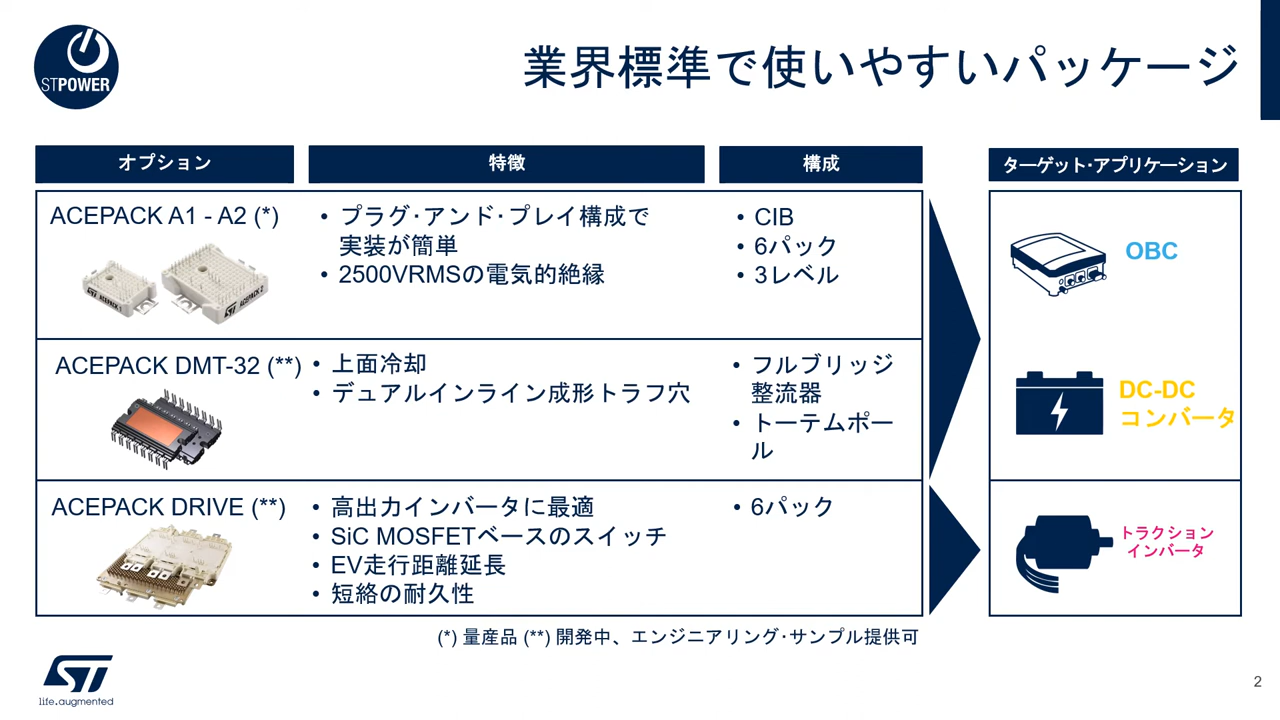 STPOWER
業界標準で使いやすいパッケージ
オプション
特徴
構成
ターゲット・アプリケーション
ACEPACK A1 - A2 (*)
ACEPACK 1
ST ACEPACK 2
• プラグ・アンド・プレイ構成で
実装が簡単
• 2500VRMSの電気的絶縁
• CIB
• 6パック
• 3レベル
OBC
ACEPACK DMT-32 (**)
• 上面冷却
• デュアルインライン成形トラフ穴
• フルブリッジ
整流器
• トーテムポー
ル
DC-DC
コンバータ
ACEPACK DRIVE (**)
• 高出力インバータに最適
• SiC MOSFETベースのスイッチ
• EV走行距離延長
• 短絡の耐久性
• 6パック
トラクション
インバータ
(*) 量産品 (**) 開発中、エンジニアリング・サンプル提供可
ST
life.augmented
2